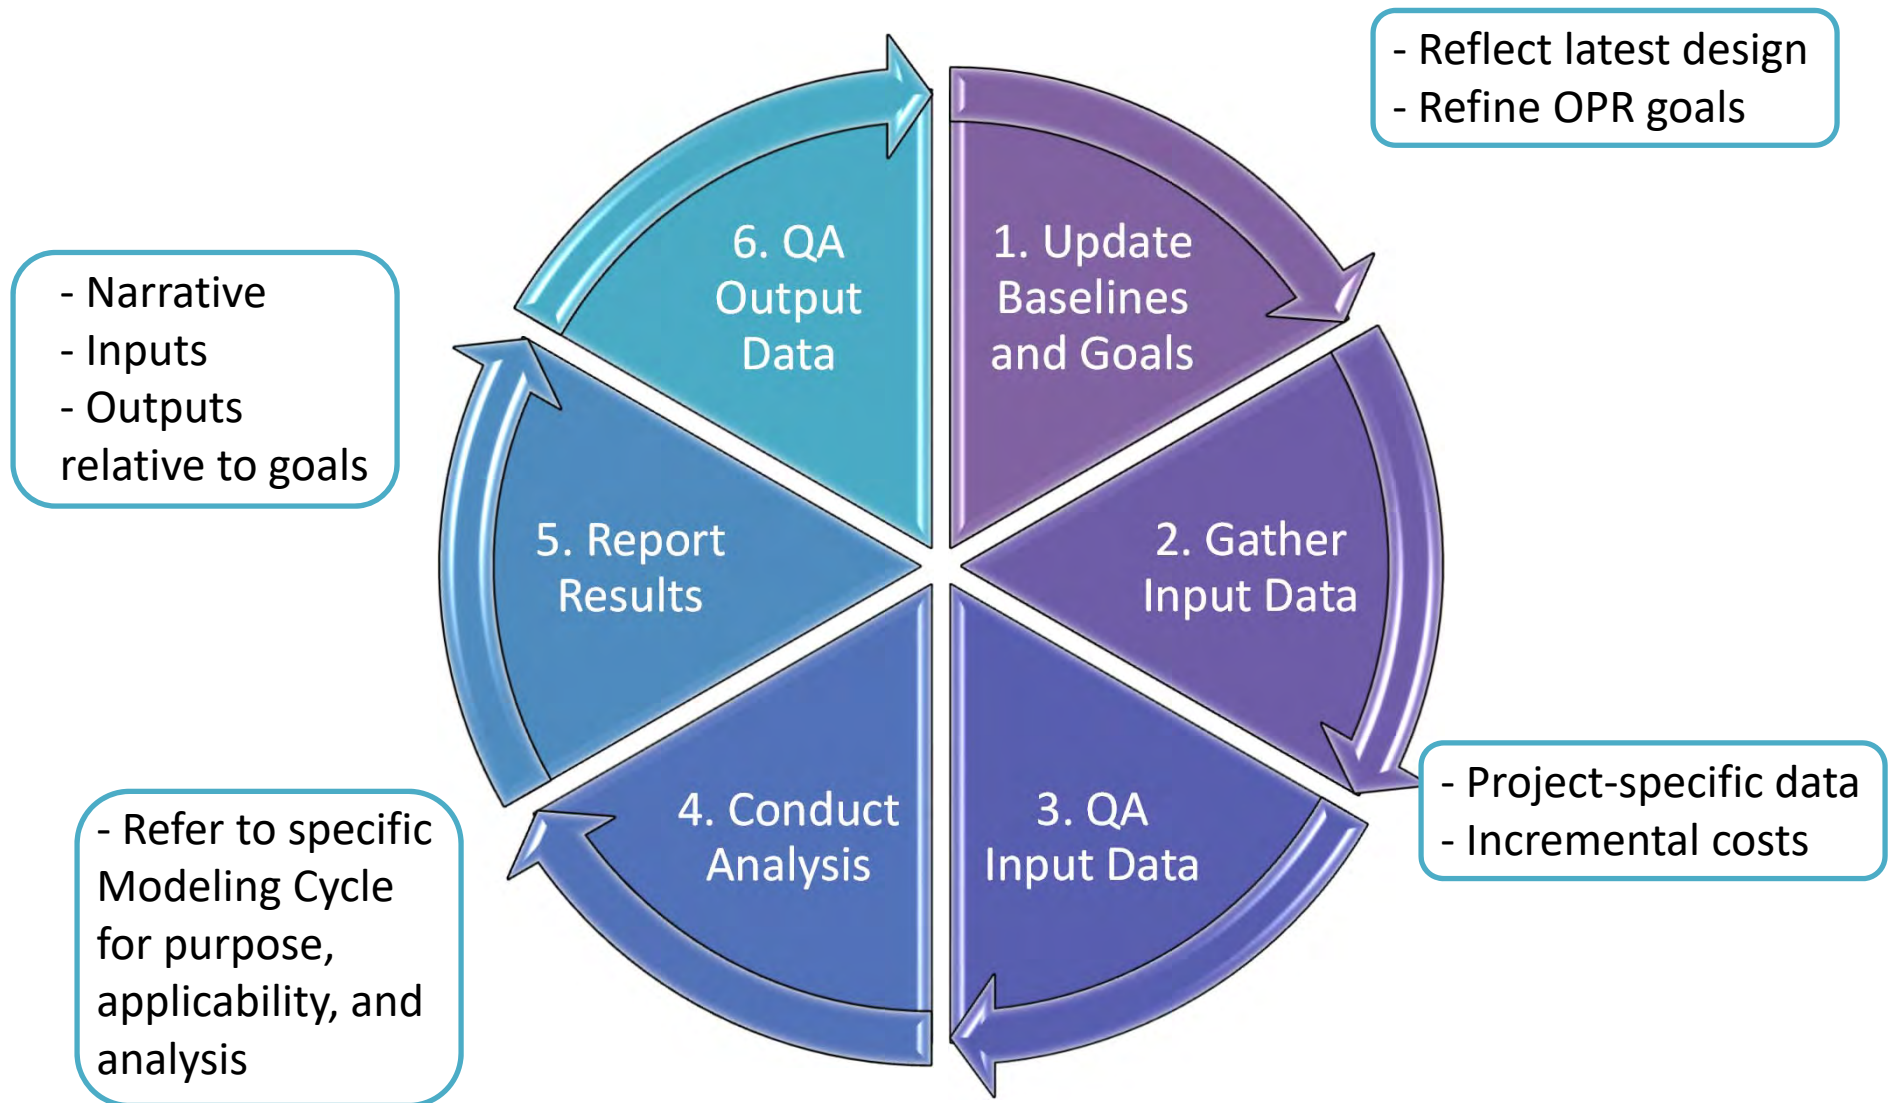 - Reflect latest design
- Refine OPR goals
1. Update
Baselines
and Goals
2. Gather
Input Data
- Project-specific data
- Incremental costs
3. QA
Input Data
4. Conduct
Analysis
- Refer to specific
Modeling Cycle
for purpose,
applicability, and
analysis
5. Report
Results
- Narrative
- Inputs
- Outputs
relative to goals
6. QA
Output
Data